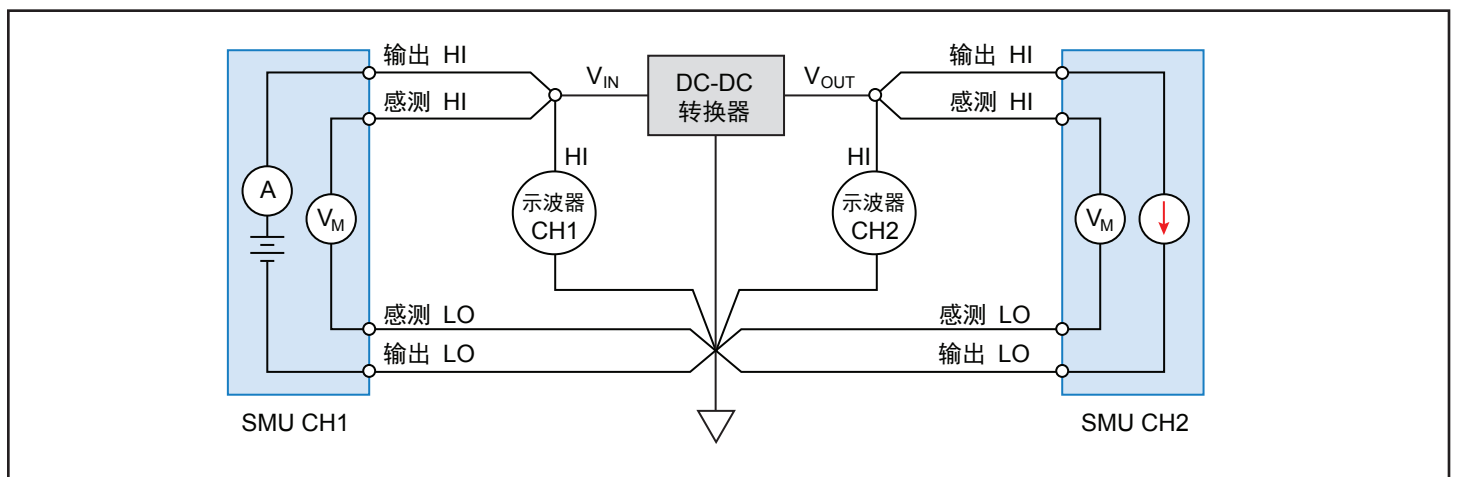 输出 HI
感测 HI
A
V_M
感测 LO
输出 LO
SMU CH1
V_IN
DC-DC
转换器
V_OUT
HI
示波器
CH1
HI
示波器
CH2
输出 HI
感测 HI
V_M
感测 LO
输出 LO
SMU CH2